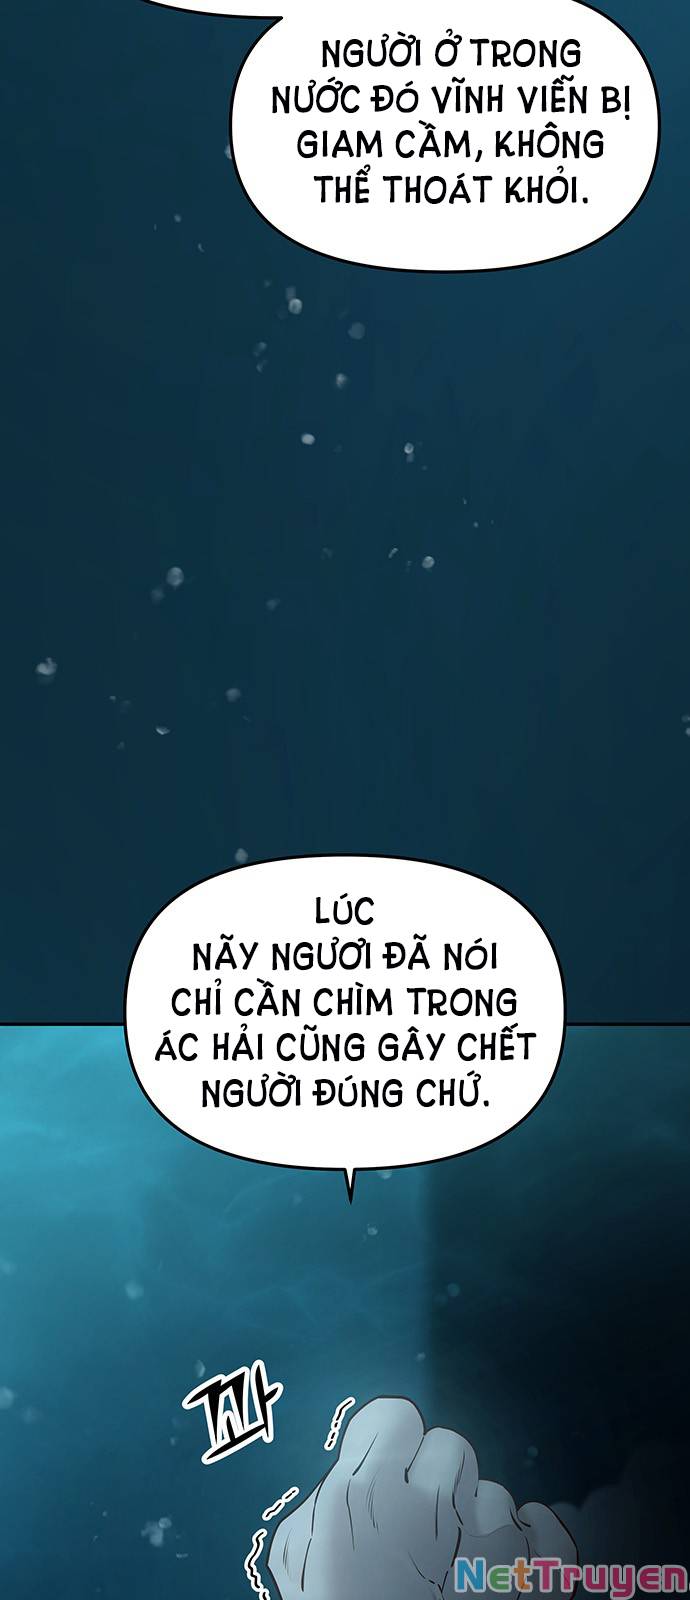 NGƯỜI Ở TRONG
NƯỚC ĐÓ VĨNH VIỄN BỊ
GIAM CẦM, KHÔNG
THỂ THOÁT KHỎI.
LÚC
NÃY NGƯƠI ĐÃ NÓI
CHỈ CẦN CHÌM TRONG
ÁC HẢI CŨNG GÂY CHẾT
NGƯỜI ĐÚNG CHỨ.
꽈
NetTruyen